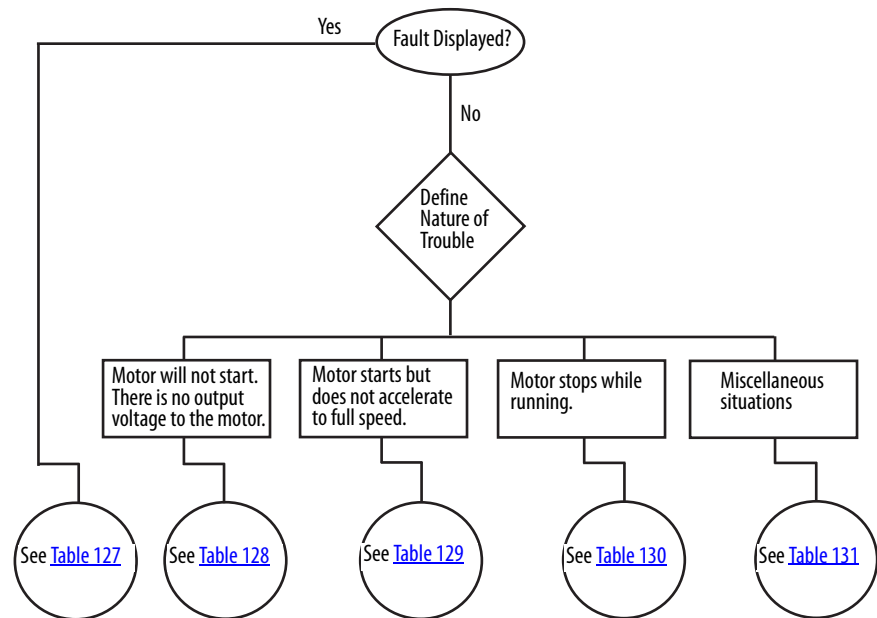 Yes
Fault Displayed?
No
Define
Nature of
Trouble
Motor will not start.
There is no output
voltage to the motor.
Motor starts but
does not accelerate
to full speed.
Motor stops while
running.
Miscellaneous
situations
See Table 127
See Table 128
See Table 129
See Table 130
See Table 131